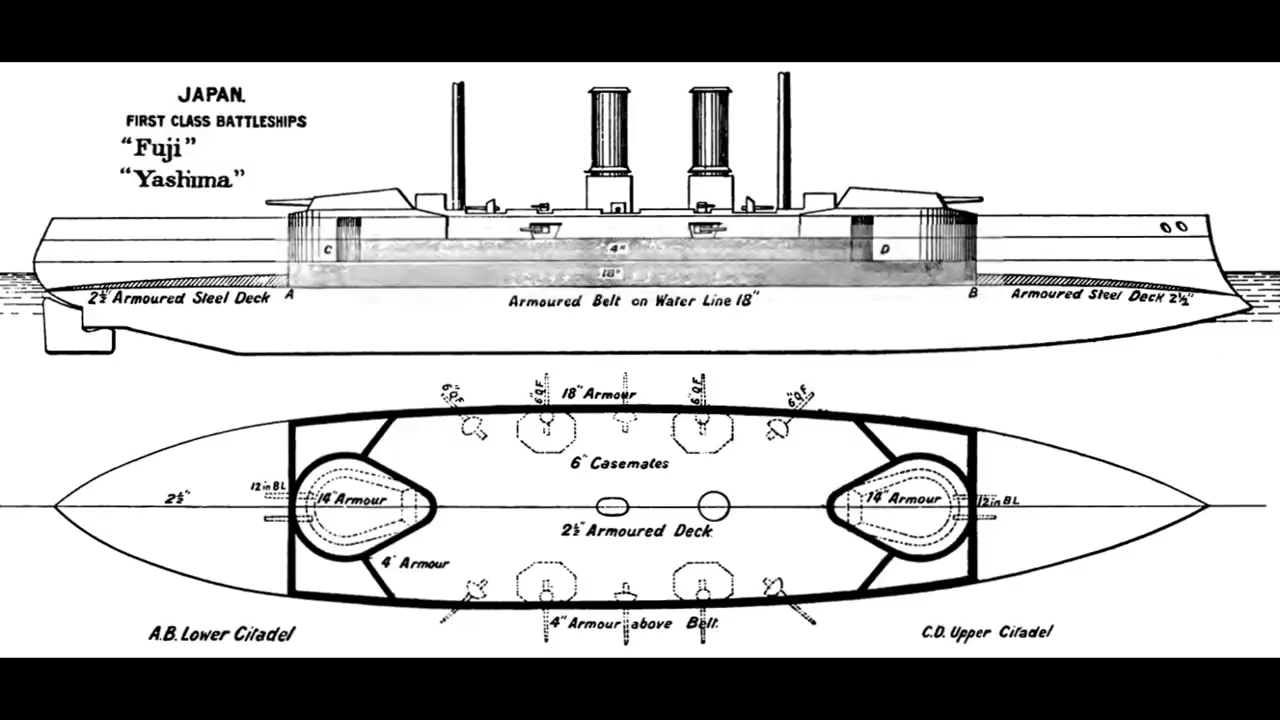 JAPAN.
FIRST CLASS BATTLESHIPS
"Fuji"
"Yashima"
C
4"
D
18"
2½" Armoured Steel Deck
A
Armoured Belt on Water Line 18"
B
Armoured Steel Deck 2½"
6"Q.F.
6"Q.F.
18" Armour
6"Q.F.
6"Q.F.
6" Casemates
2½"
12 in BL
14" Armour
14" Armour
12 in BL
2½" Armoured Deck.
4" Armour
4" Armour above Belt.
A.B. Lower Citadel
C.D. Upper Citadel